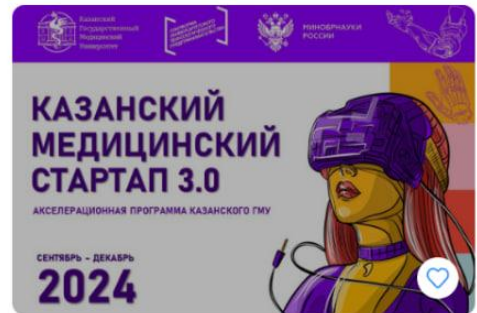 Казанский
Государственный
Медицинский
Университет
МИНОБРНАУКИ
РОССИИ
КАЗАНСКИЙ
МЕДИЦИНСКИЙ
СТАРТАП 3.0
АКСЕЛЕРАЦИОННАЯ ПРОГРАММА КАЗАНСКОГО ГМУ
СЕНТЯБРЬ – ДЕКАБРЬ
2024